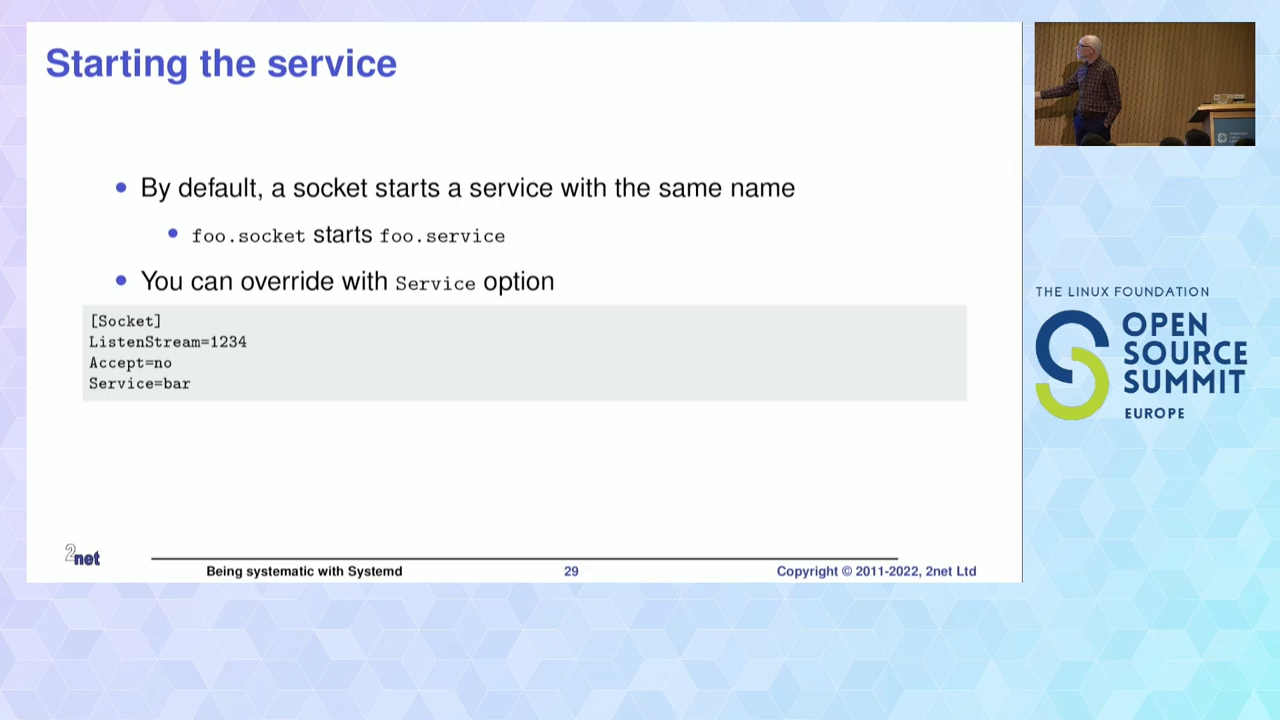 Starting the service
By default, a socket starts a service with the same name
foo.socket starts foo.service
You can override with Service option
[Socket]
ListenStream=1234
Accept=no
Service=bar
2net
Being systematic with Systemd
29
Copyright © 2011-2022, 2net Ltd
THE LINUX FOUNDATION
OPEN
SOURCE
SUMMIT
EUROPE